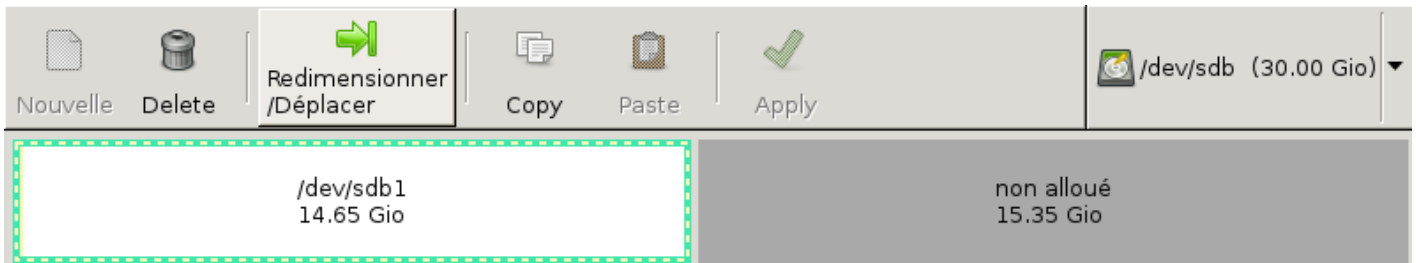 Nouvelle
Delete
Redimensionner
/Déplacer
Copy
Paste
Apply
/dev/sdb (30.00 Gio)
/dev/sdb1
14.65 Gio
non alloué
15.35 Gio